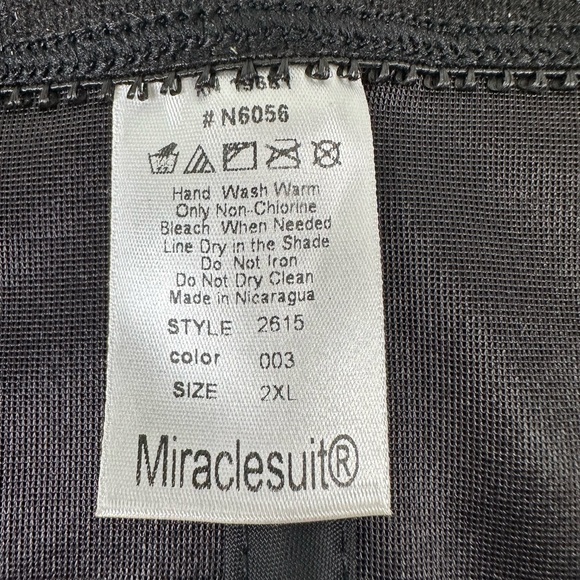 # N6056
Hand Wash Warm
Only Non-Chlorine
Bleach When Needed
Line Dry in the Shade
Do Not Iron
Do Not Dry Clean
Made in Nicaragua
STYLE 2615
color 003
SIZE 2XL
Miraclesuit®